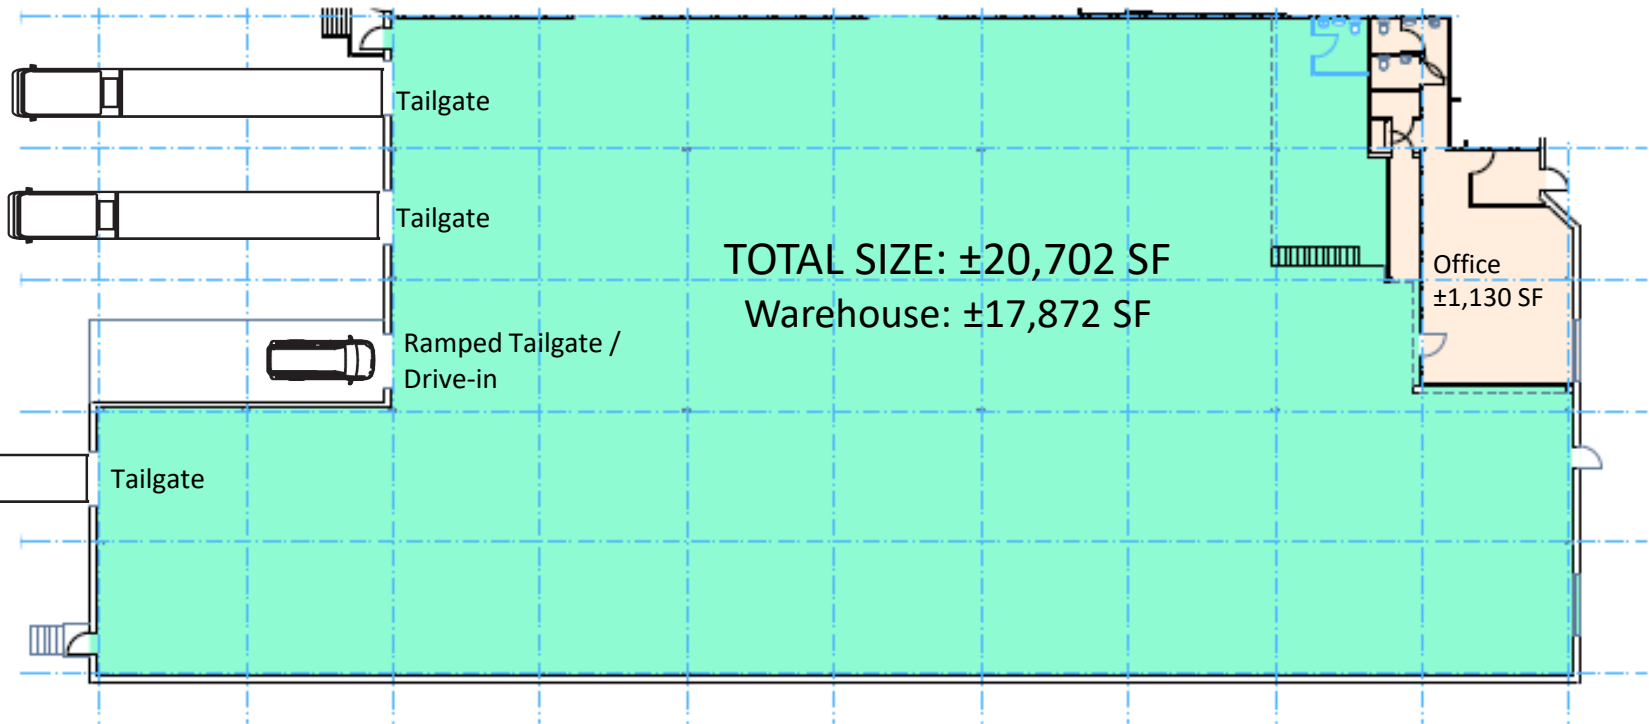 Tailgate
Tailgate
TOTAL SIZE: ±20,702 SF
Warehouse: ±17,872 SF
Office
±1,130 SF
Ramped Tailgate /
Drive-in
Tailgate